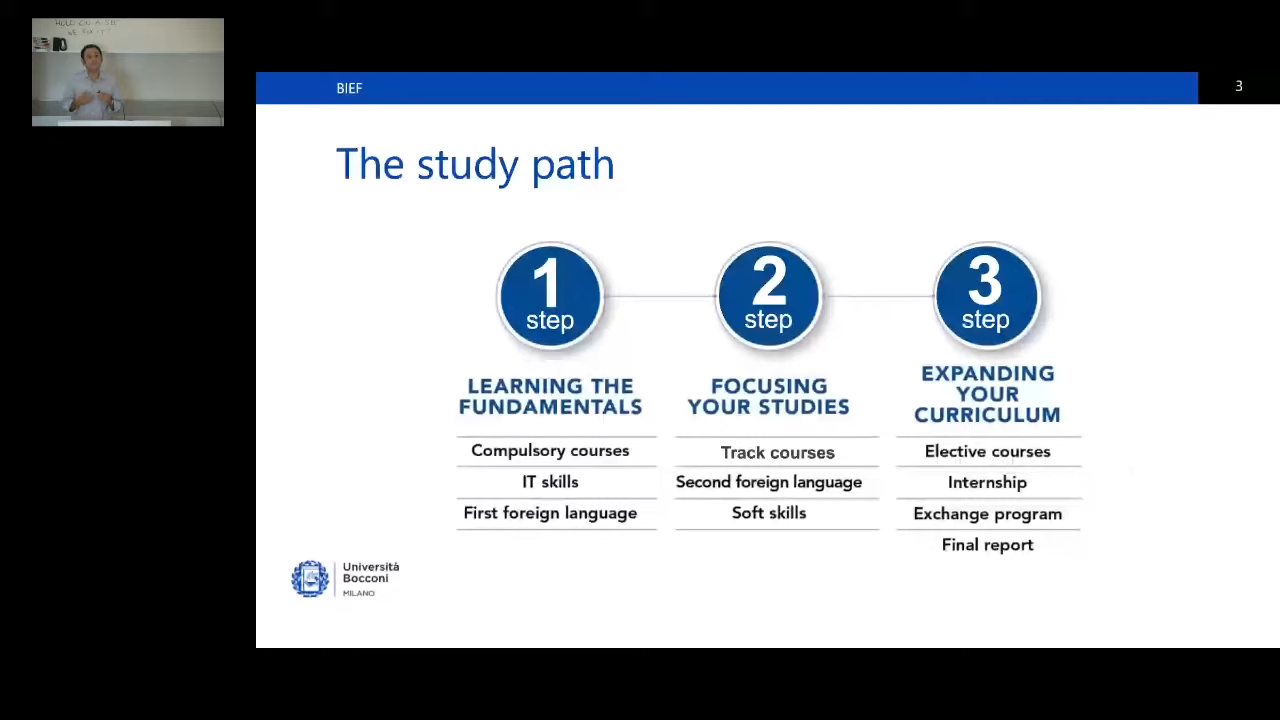 BIEF
3
The study path
1
step
2
step
3
step
LEARNING THE
FUNDAMENTALS
Compulsory courses
IT skills
First foreign language
FOCUSING
YOUR STUDIES
Track courses
Second foreign language
Soft skills
EXPANDING
YOUR
CURRICULUM
Elective courses
Internship
Exchange program
Final report
Università
Bocconi
MILANO